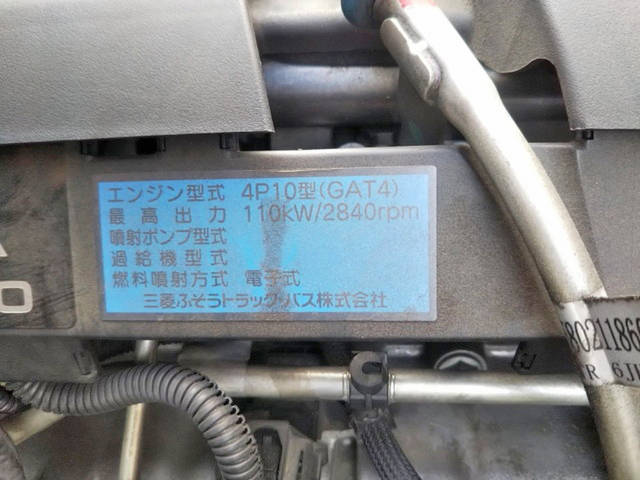 エンジン型式 4P10型(GAT4)
最高出力 110kW/2840rpm
噴射ポンプ型式
過給機型式
燃料噴射方式 電子式
三菱ふそうトラック・バス株式会社
8021186
R 6J